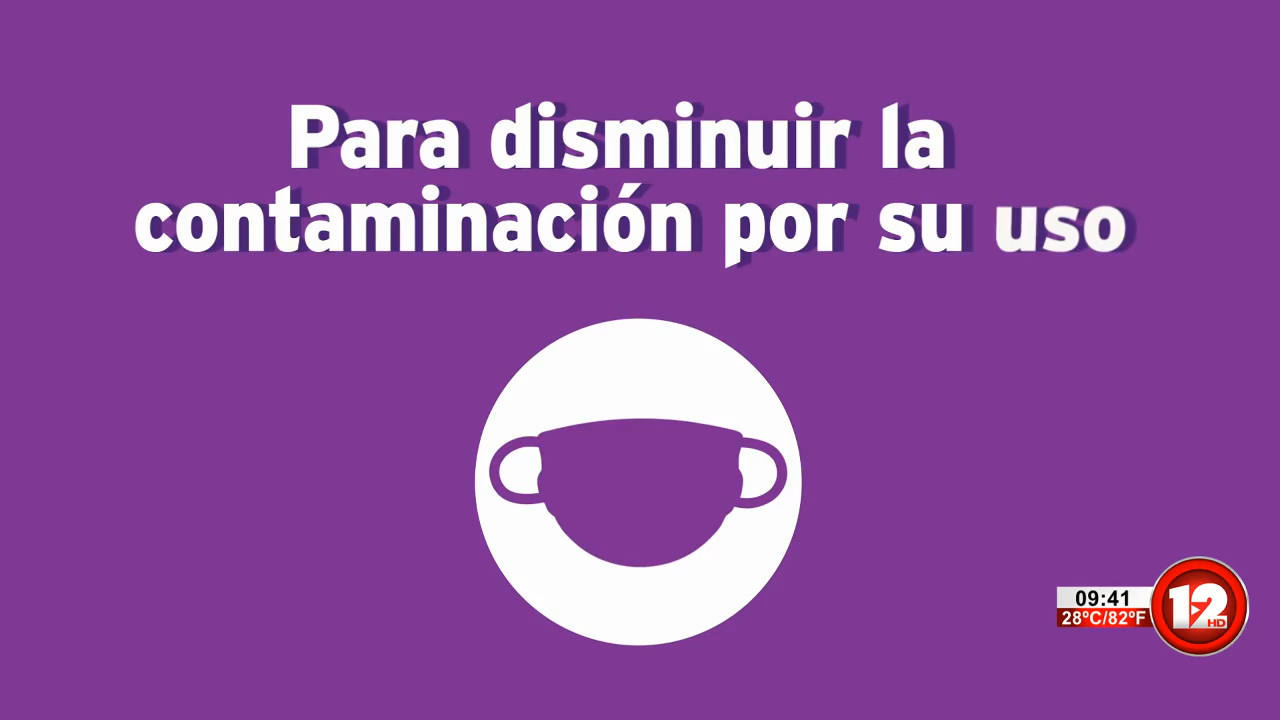 Para disminuir la
contaminación por su uso
09:41
28°C/82°F
12
HD